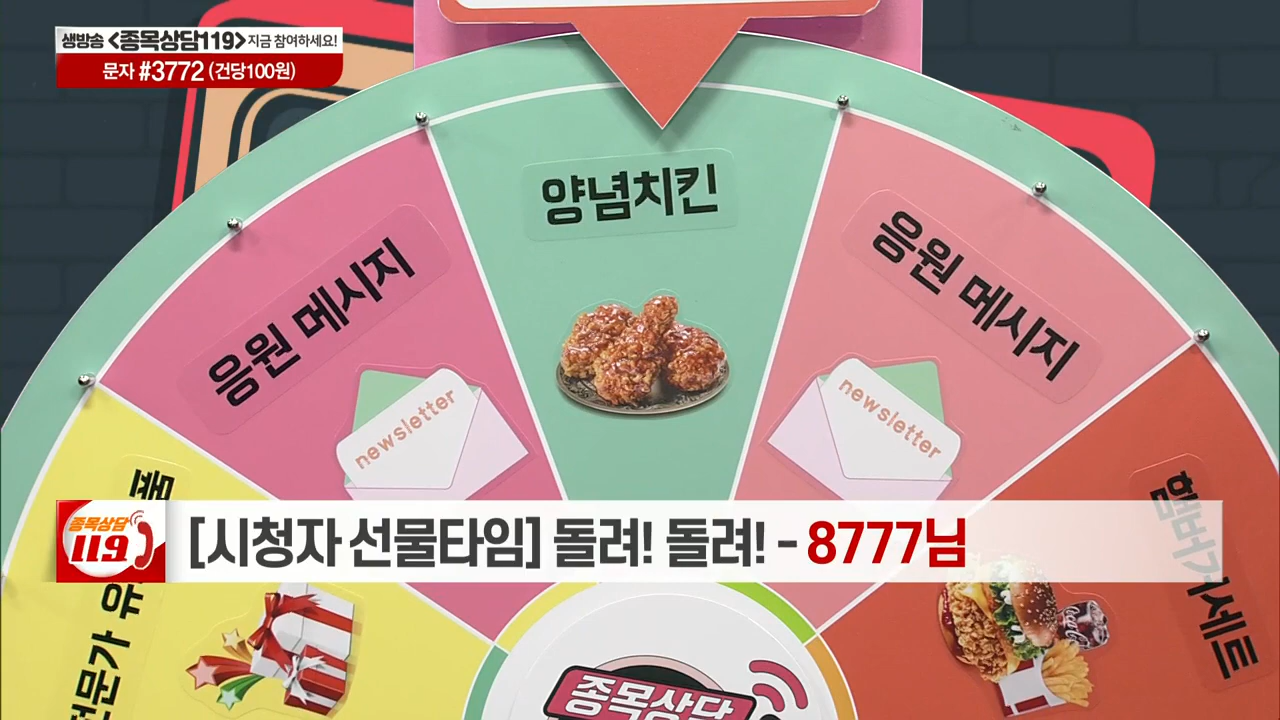 생방송 <종목상담119> 지금 참여하세요!
문자 #3772 (건당100원)
양념치킨
응원 메시지
응원 메시지
newsletter
newsletter
햄버거세트
종목상담
119
[시청자 선물타임] 돌려! 돌려! - 8777님
종목상담